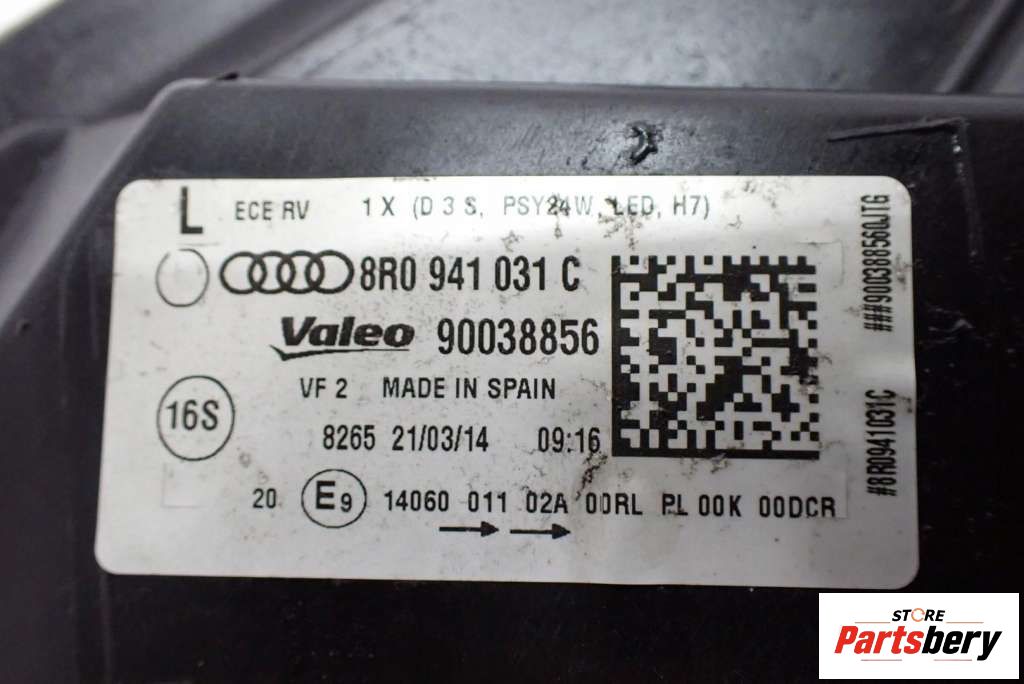 L ECE RV 1 X (D 3 S, PSY24W, LED, H7)
8R0 941 031 C
Valeo 90038856
VF 2 MADE IN SPAIN
16S
8265 21/03/14 09:16
20 E9 14060 011 02A 00RL PL 00K 00DCR
#8R0941031C ###90038856QJTG
STORE
Partsbery